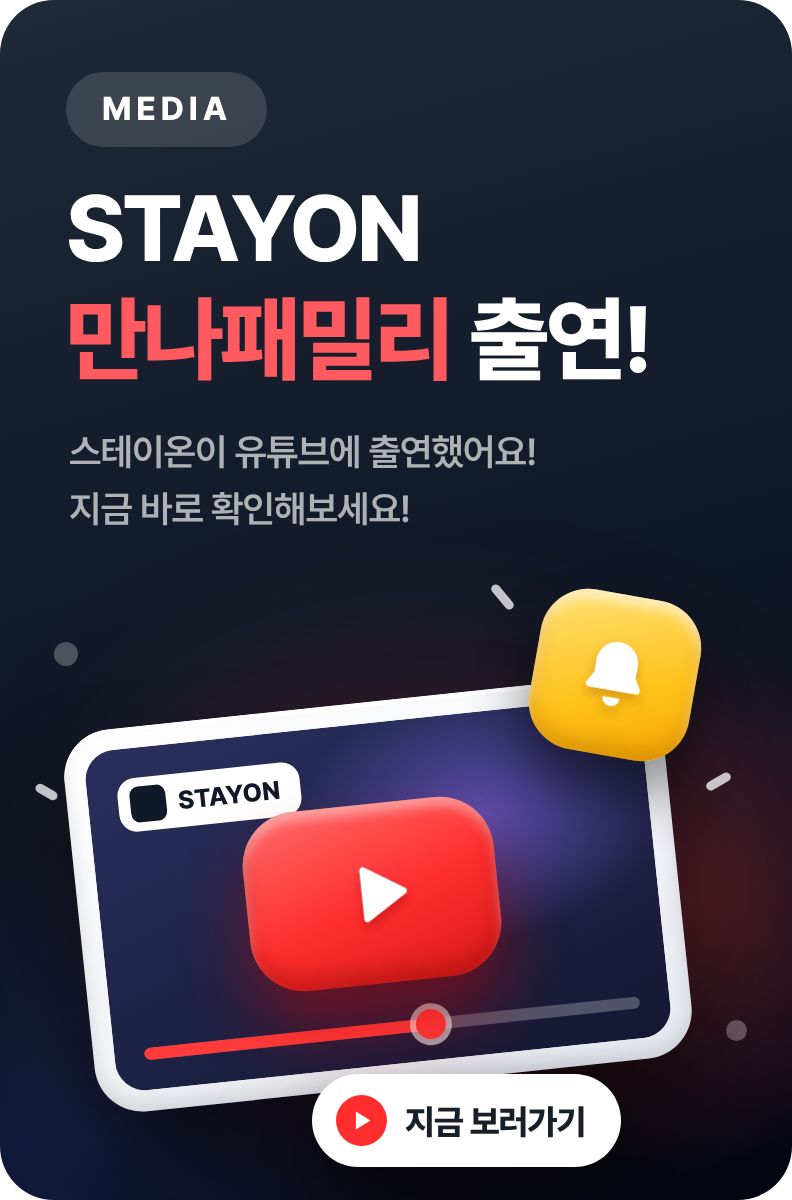 MEDIA
STAYON
만나패밀리 출연!
스테이온이 유튜브에 출연했어요!
지금 바로 확인해보세요!
STAYON
지금 보러가기